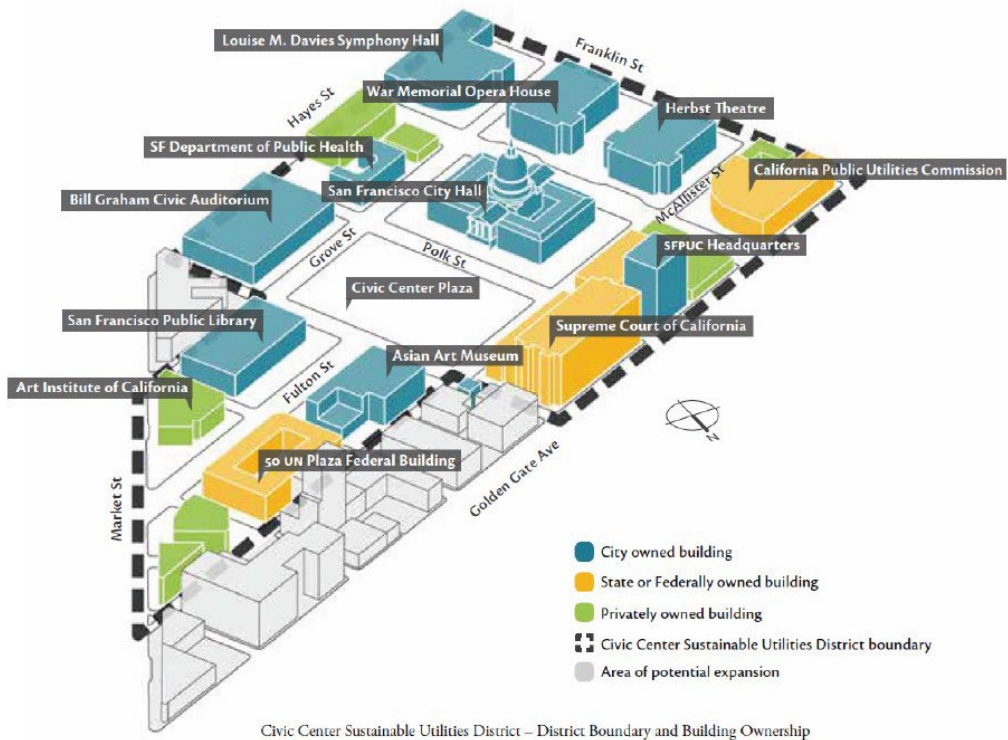 Louise M. Davies Symphony Hall
Franklin St
War Memorial Opera House
Hayes St
Herbst Theatre
SF Department of Public Health
California Public Utilities Commission
San Francisco City Hall
McAllister St
Bill Graham Civic Auditorium
Grove St
Polk St
SFPUC Headquarters
Civic Center Plaza
San Francisco Public Library
Supreme Court of California
Asian Art Museum
Art Institute of California
Fulton St
N
50 UN Plaza Federal Building
Golden Gate Ave
Market St
City owned building
State or Federally owned building
Privately owned building
Civic Center Sustainable Utilities District boundary
Area of potential expansion
Civic Center Sustainable Utilities District – District Boundary and Building Ownership